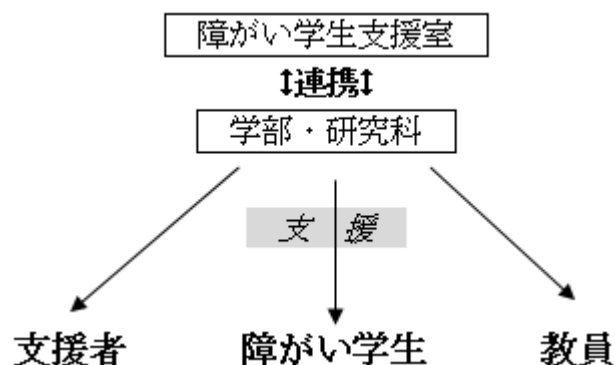 障がい学生支援室
↕連携↕
学部・研究科
支 援
支援者 障がい学生 教員